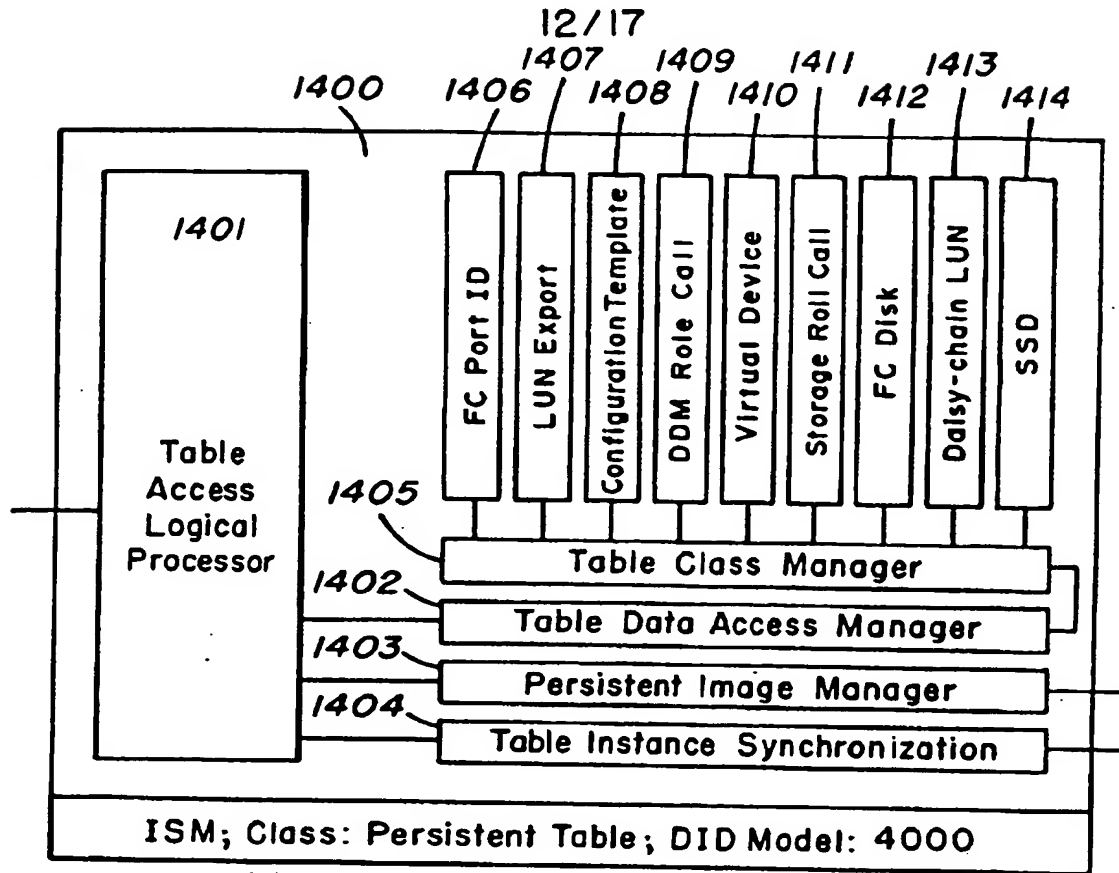 12/17
1400
1406
1407
1408
1409
1410
1411
1412
1413
1414
1401
Table
Access
Logical
Processor
FC Port ID
LUN Export
Configuration Template
DDM Role Call
Virtual Device
Storage Roll Call
FC Disk
Daisy-chain LUN
SSD
1405
Table Class Manager
1402
Table Data Access Manager
1403
Persistent Image Manager
1404
Table Instance Synchronization
ISM; Class: Persistent Table; DID Model: 4000